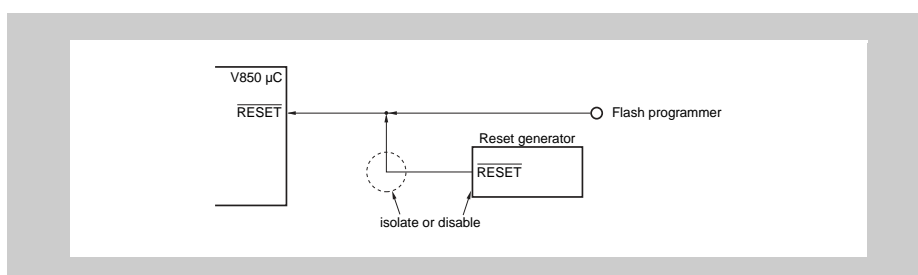 V850 µC
RESET
Flash programmer
Reset generator
RESET
isolate or disable